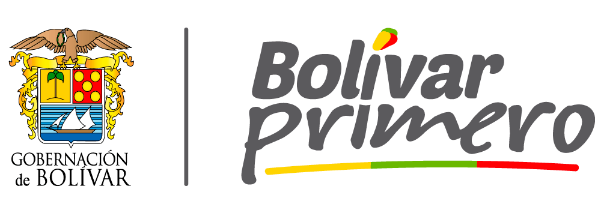 GOBERNACIÓN
de BOLÍVAR
Bolívar
primero